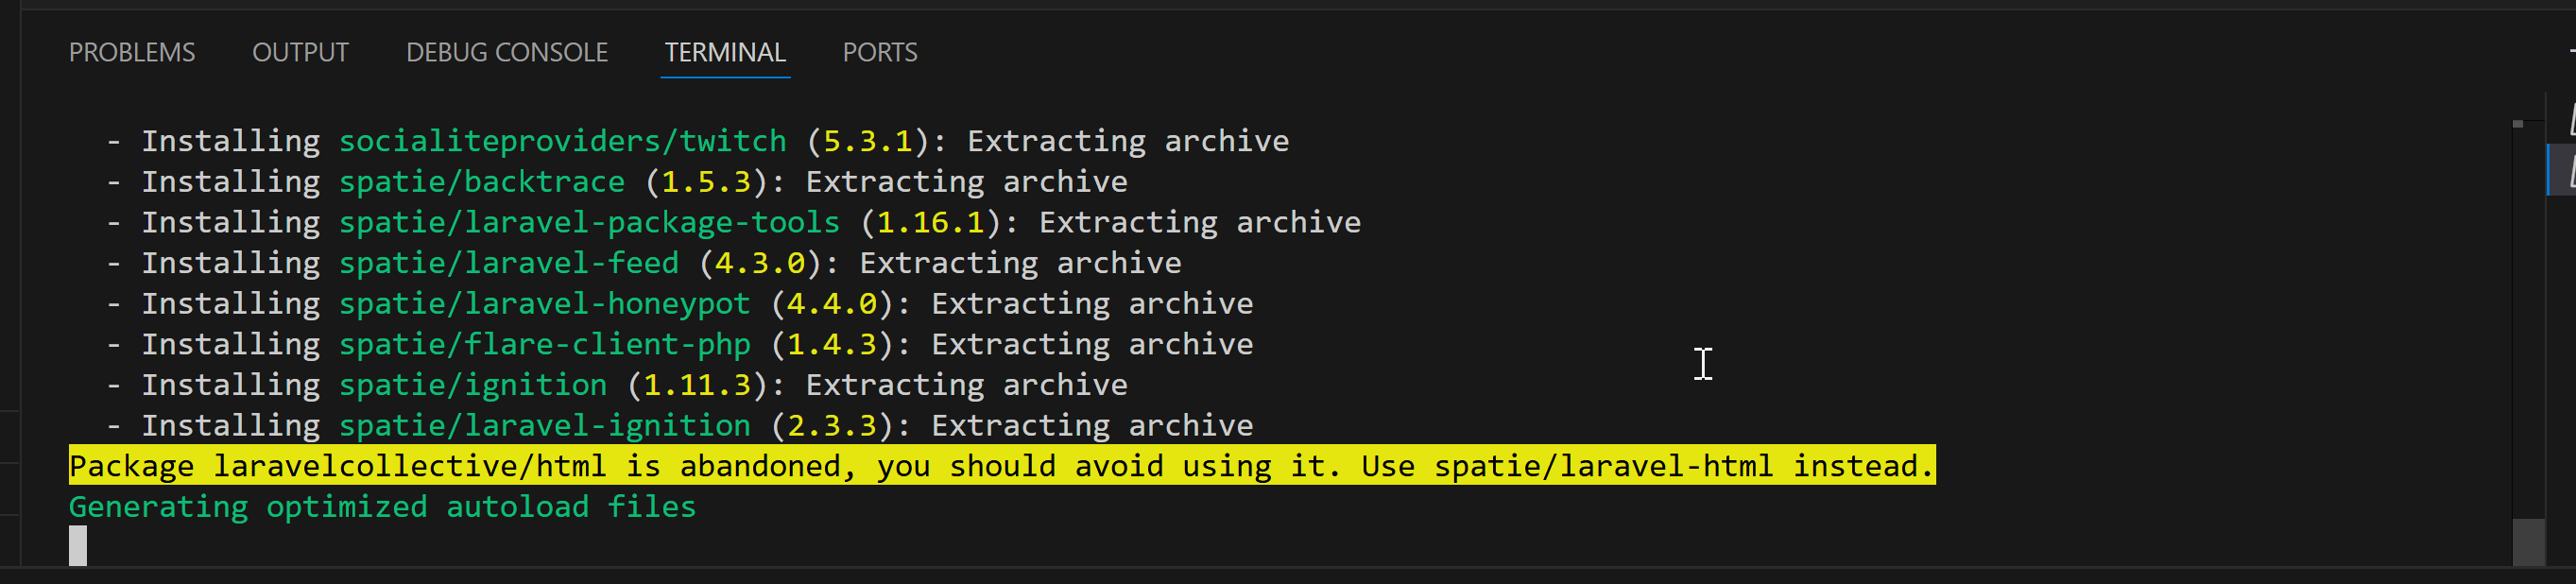 PROBLEMS OUTPUT DEBUG CONSOLE TERMINAL PORTS
- Installing socialiteproviders/twitch (5.3.1): Extracting archive
- Installing spatie/backtrace (1.5.3): Extracting archive
- Installing spatie/laravel-package-tools (1.16.1): Extracting archive
- Installing spatie/laravel-feed (4.3.0): Extracting archive
- Installing spatie/laravel-honeypot (4.4.0): Extracting archive
- Installing spatie/flare-client-php (1.4.3): Extracting archive
- Installing spatie/ignition (1.11.3): Extracting archive
- Installing spatie/laravel-ignition (2.3.3): Extracting archive
Package laravelcollective/html is abandoned, you should avoid using it. Use spatie/laravel-html instead.
Generating optimized autoload files